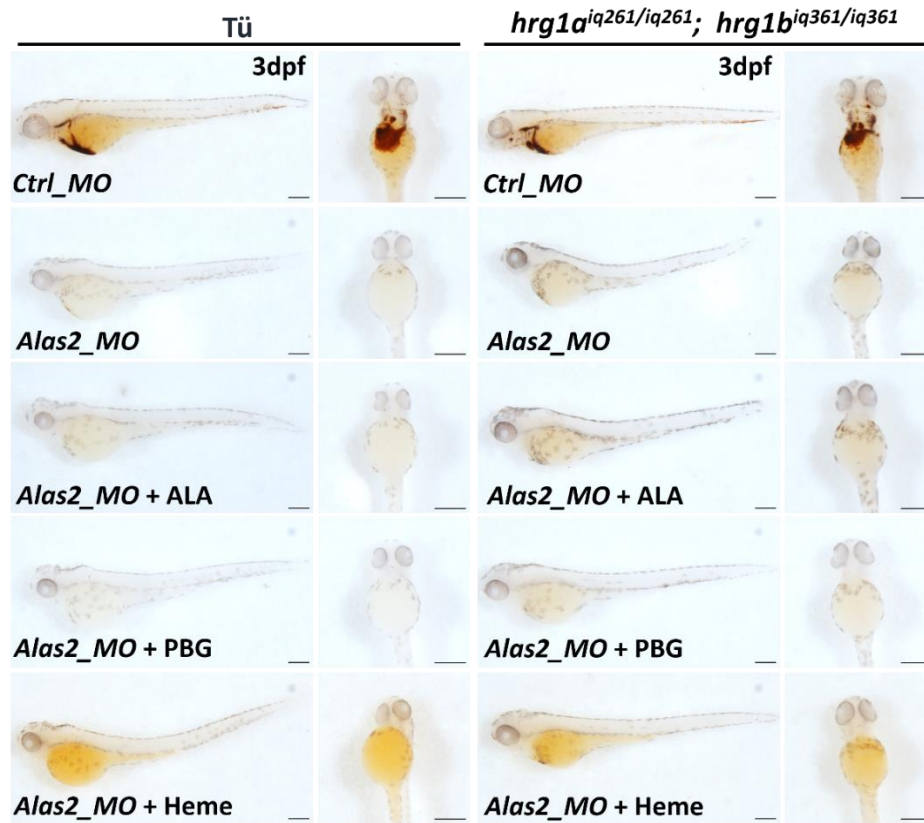 Tü hrg1a^iq261/iq261; hrg1b^iq361/iq361
3dpf 3dpf
Ctrl_MO Ctrl_MO
Alas2_MO Alas2_MO
Alas2_MO + ALA Alas2_MO + ALA
Alas2_MO + PBG Alas2_MO + PBG
Alas2_MO + Heme Alas2_MO + Heme